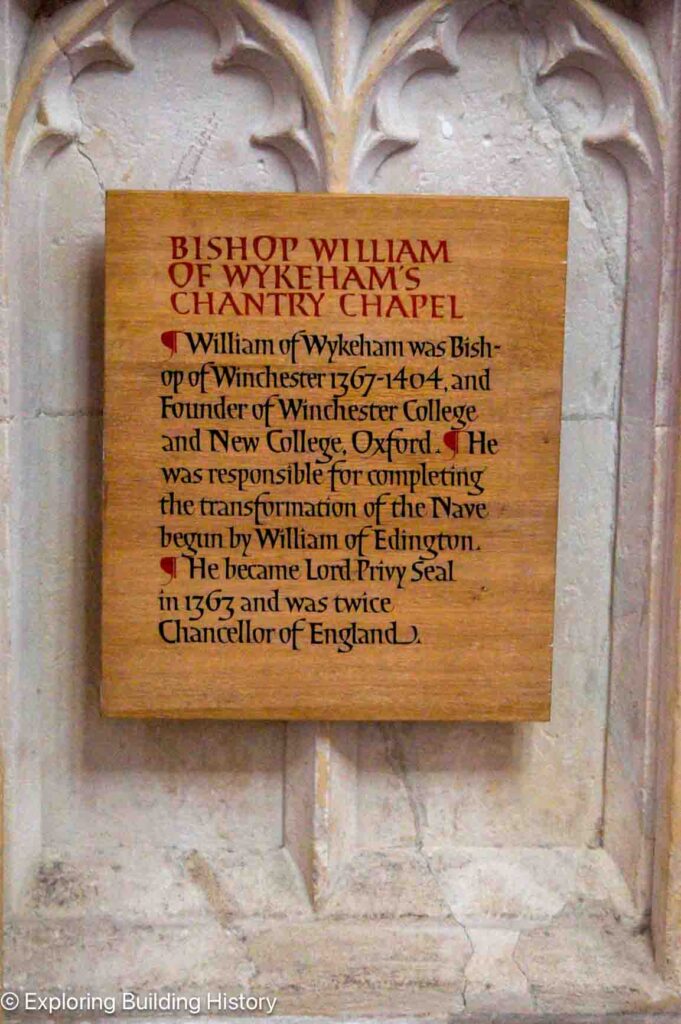 BISHOP WILLIAM
OF WYKEHAM'S
CHANTRY CHAPEL
¶ William of Wykeham was Bish-
op of Winchester 1367-1404, and
Founder of Winchester College
and New College, Oxford. ¶ He
was responsible for completing
the transformation of the Nave
begun by William of Edington.
¶ He became Lord Privy Seal
in 1363 and was twice
Chancellor of England.
© Exploring Building History